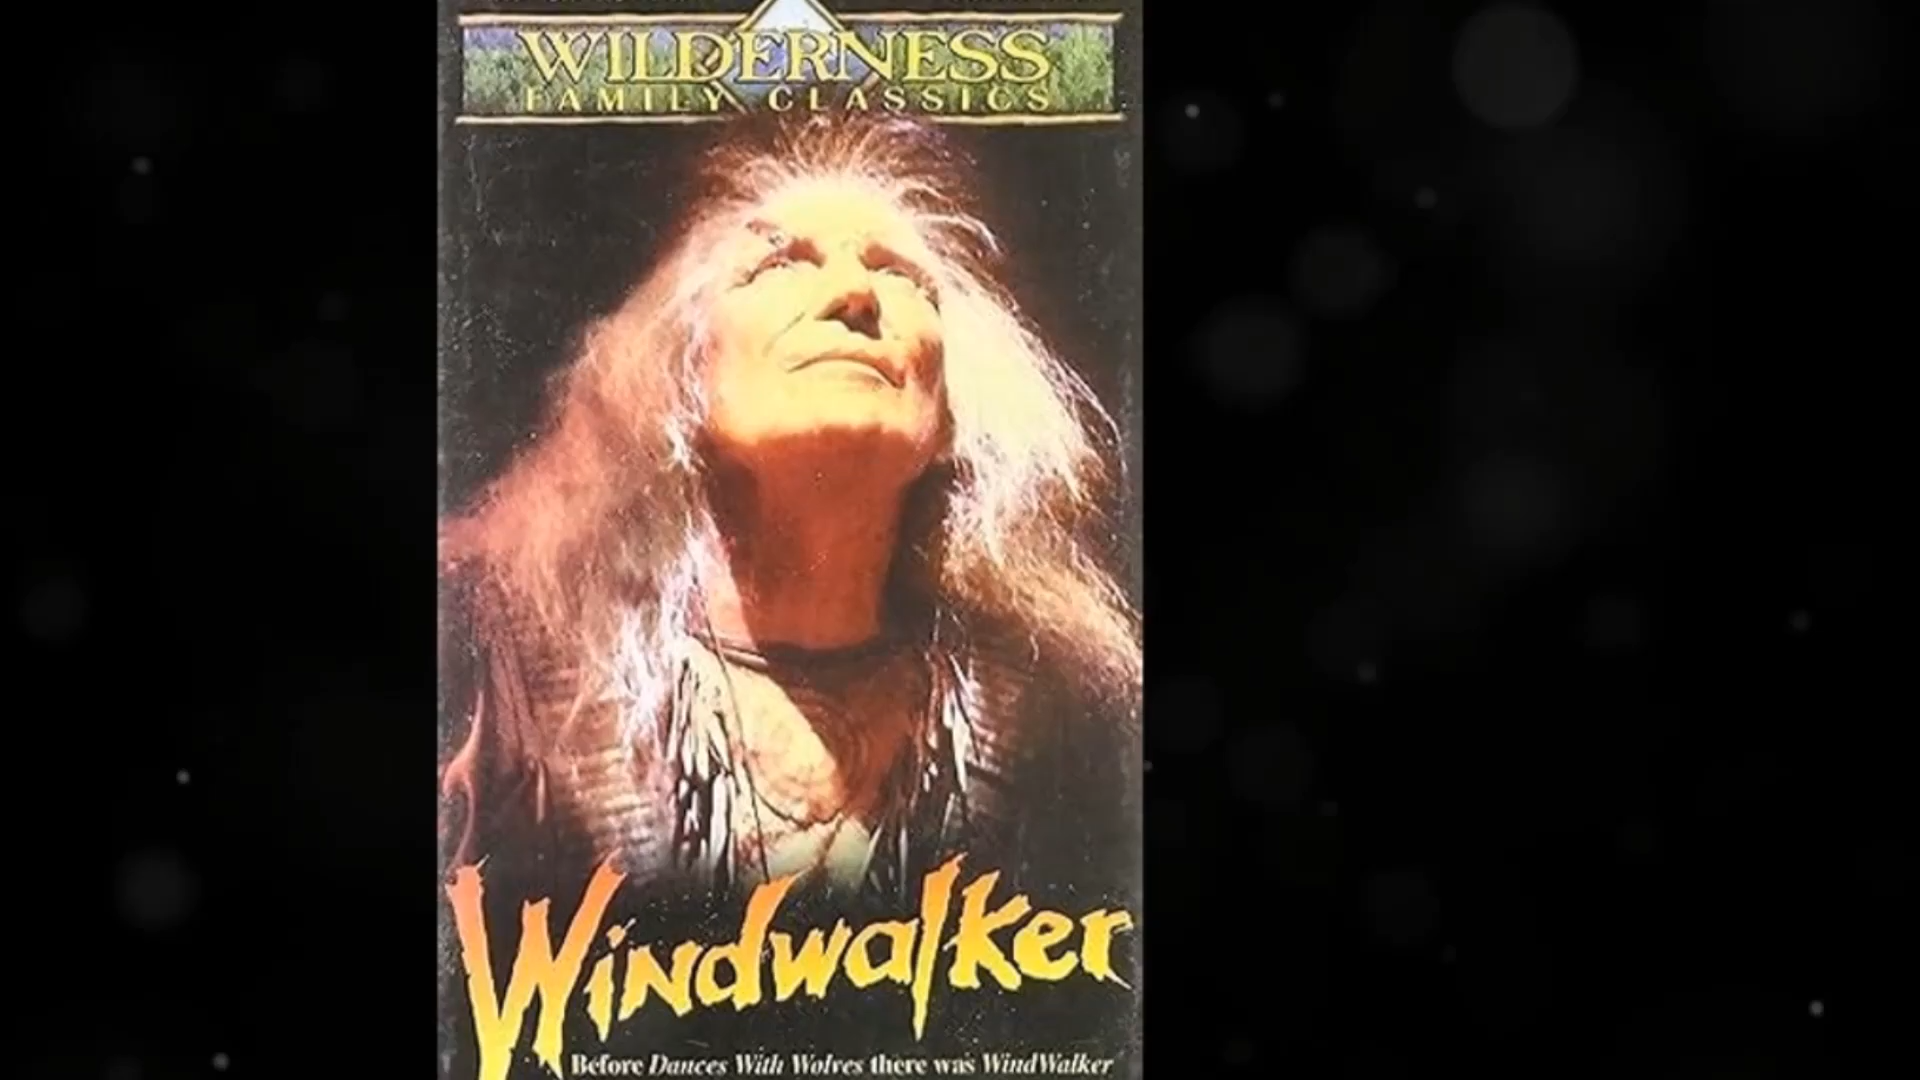 WILDERNESS
FAMILY CLASSICS
Windwalker
Before Dances With Wolves there was WindWalker